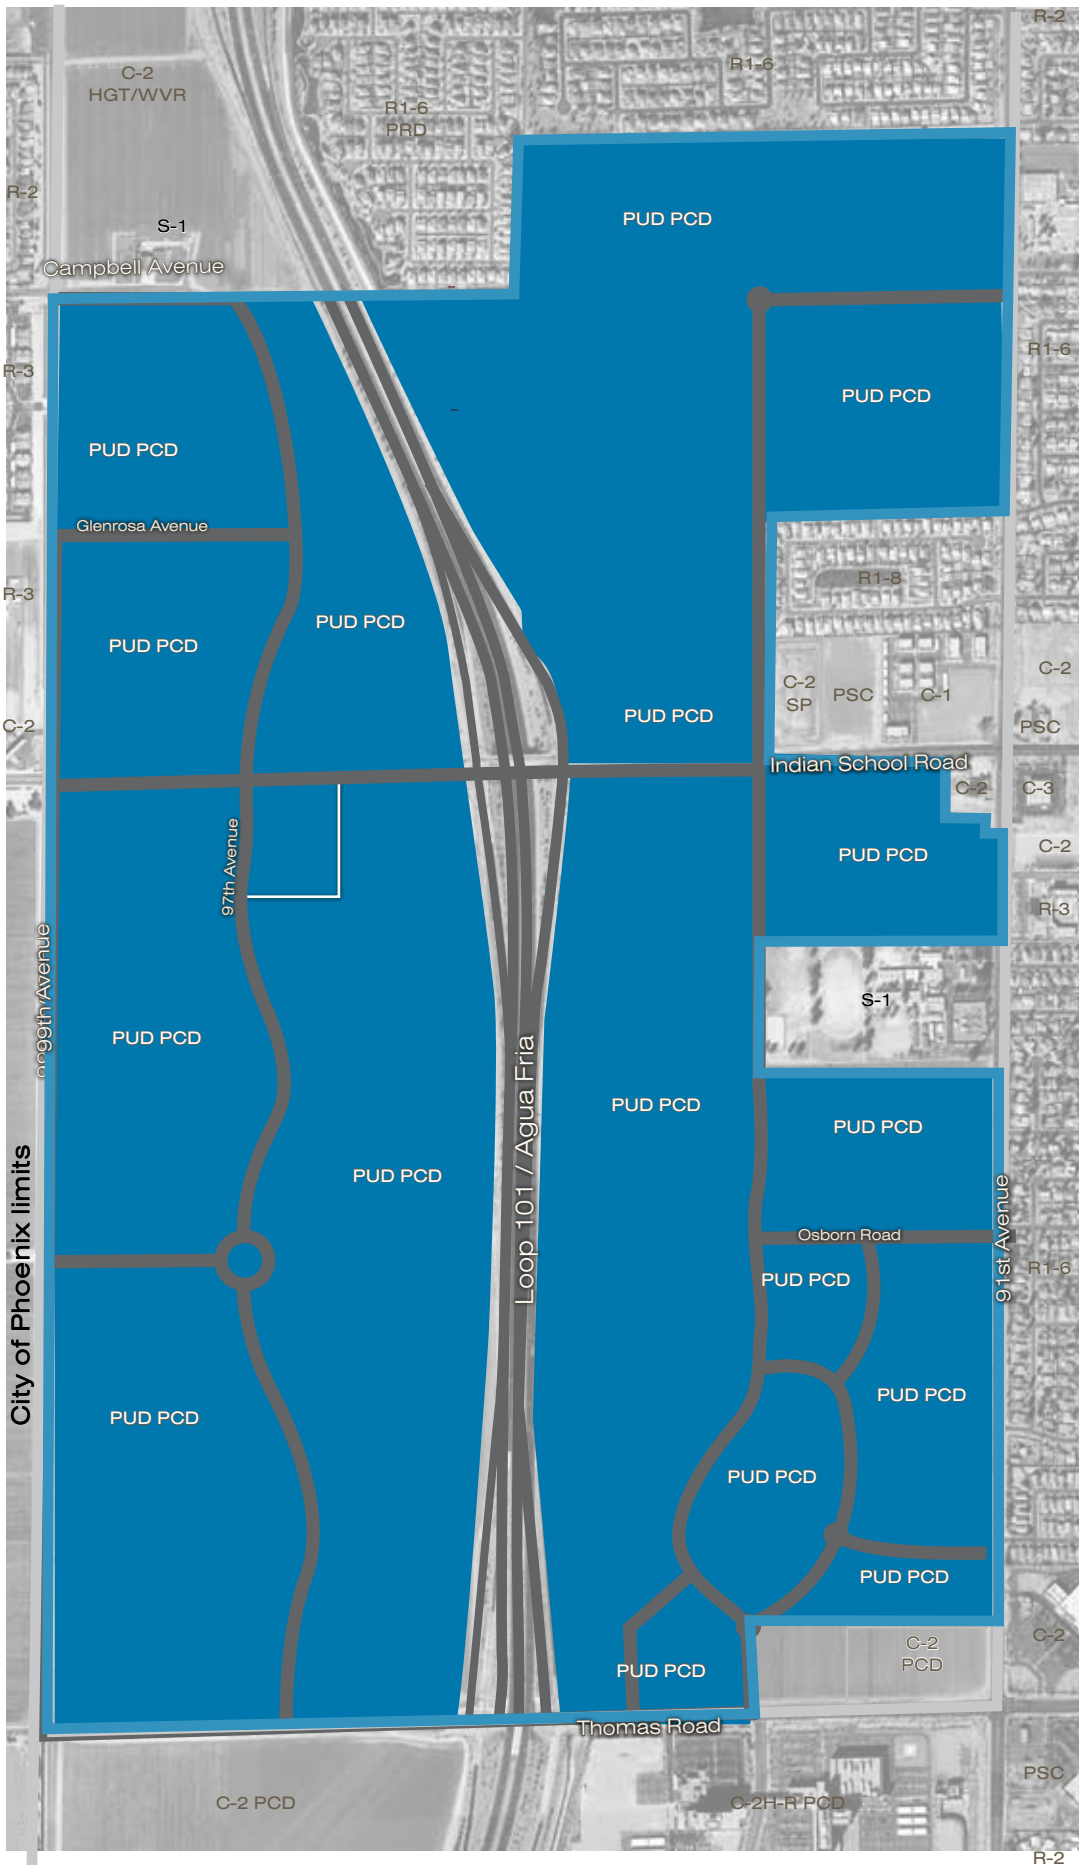 R-2
C-2
HGT/WVR
R1-6
R1-6
PRD
R-2
PUD PCD
S-1
Campbell Avenue
R1-6
R-3
PUD PCD
PUD PCD
Glenrosa Avenue
R1-8
R-3
PUD PCD
PUD PCD
C-2
C-2
SP
PSC
C-1
PUD PCD
C-2
PSC
Indian School Road
C-2
C-3
97th Avenue
PUD PCD
C-2
R-3
99th Avenue
S-1
PUD PCD
Loop 101 / Agua Fria
PUD PCD
PUD PCD
PUD PCD
City of Phoenix limits
Osborn Road
91st Avenue
R1-6
PUD PCD
PUD PCD
PUD PCD
PUD PCD
PUD PCD
C-2
PCD
C-2
PUD PCD
Thomas Road
PSC
C-2 PCD
C-2H-R PCD
R-2